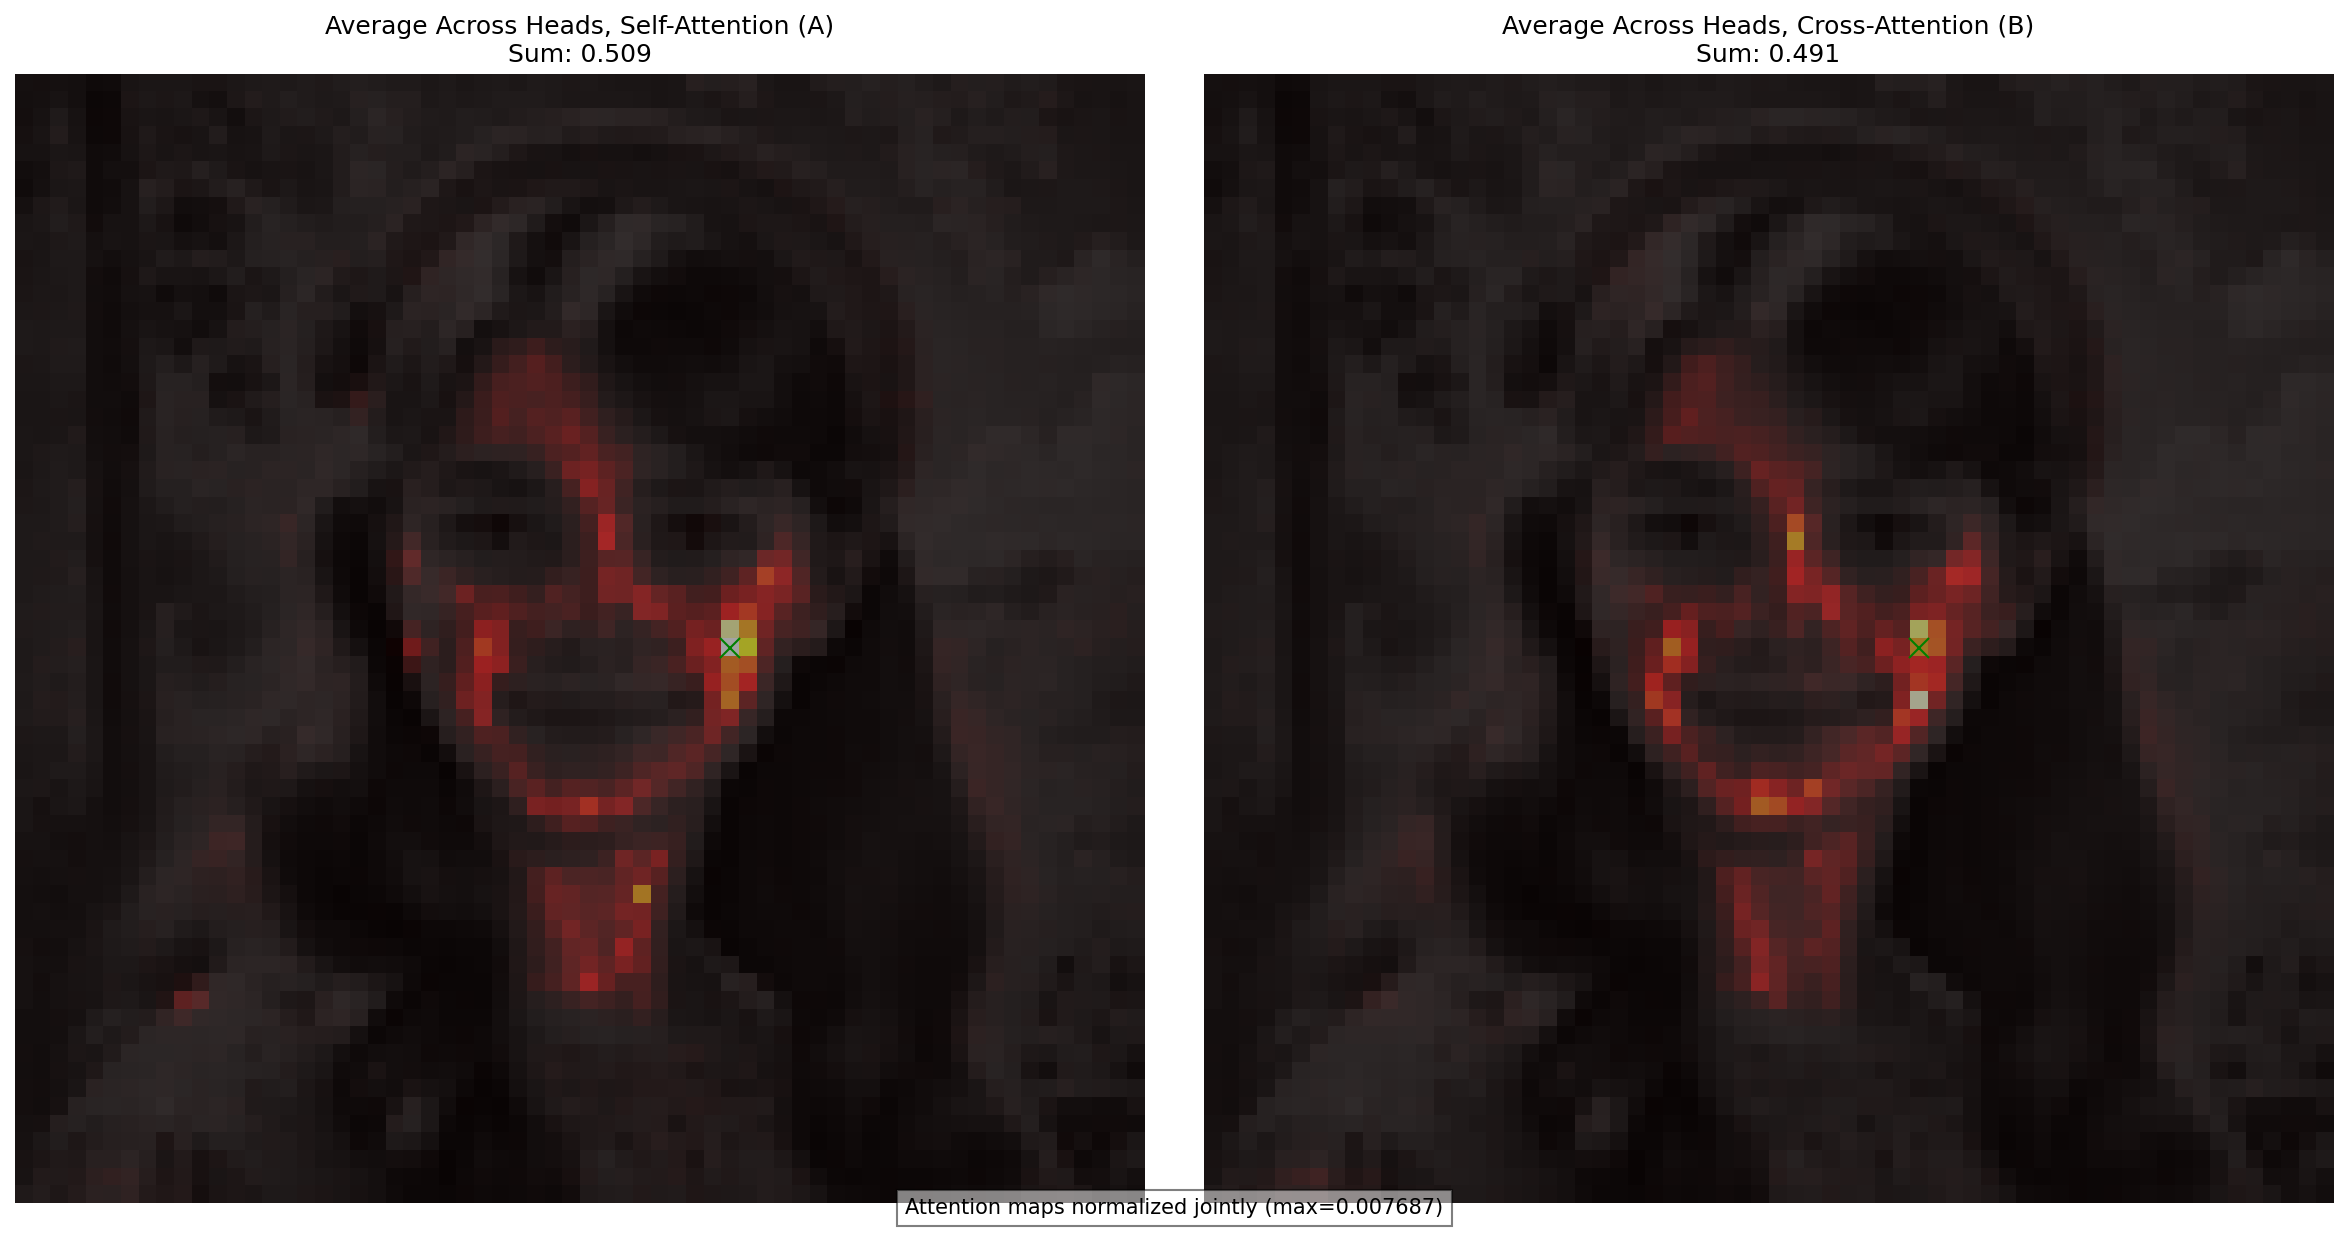 Average Across Heads, Self-Attention (A)
Sum: 0.509
Average Across Heads, Cross-Attention (B)
Sum: 0.491
Attention maps normalized jointly (max=0.007687)